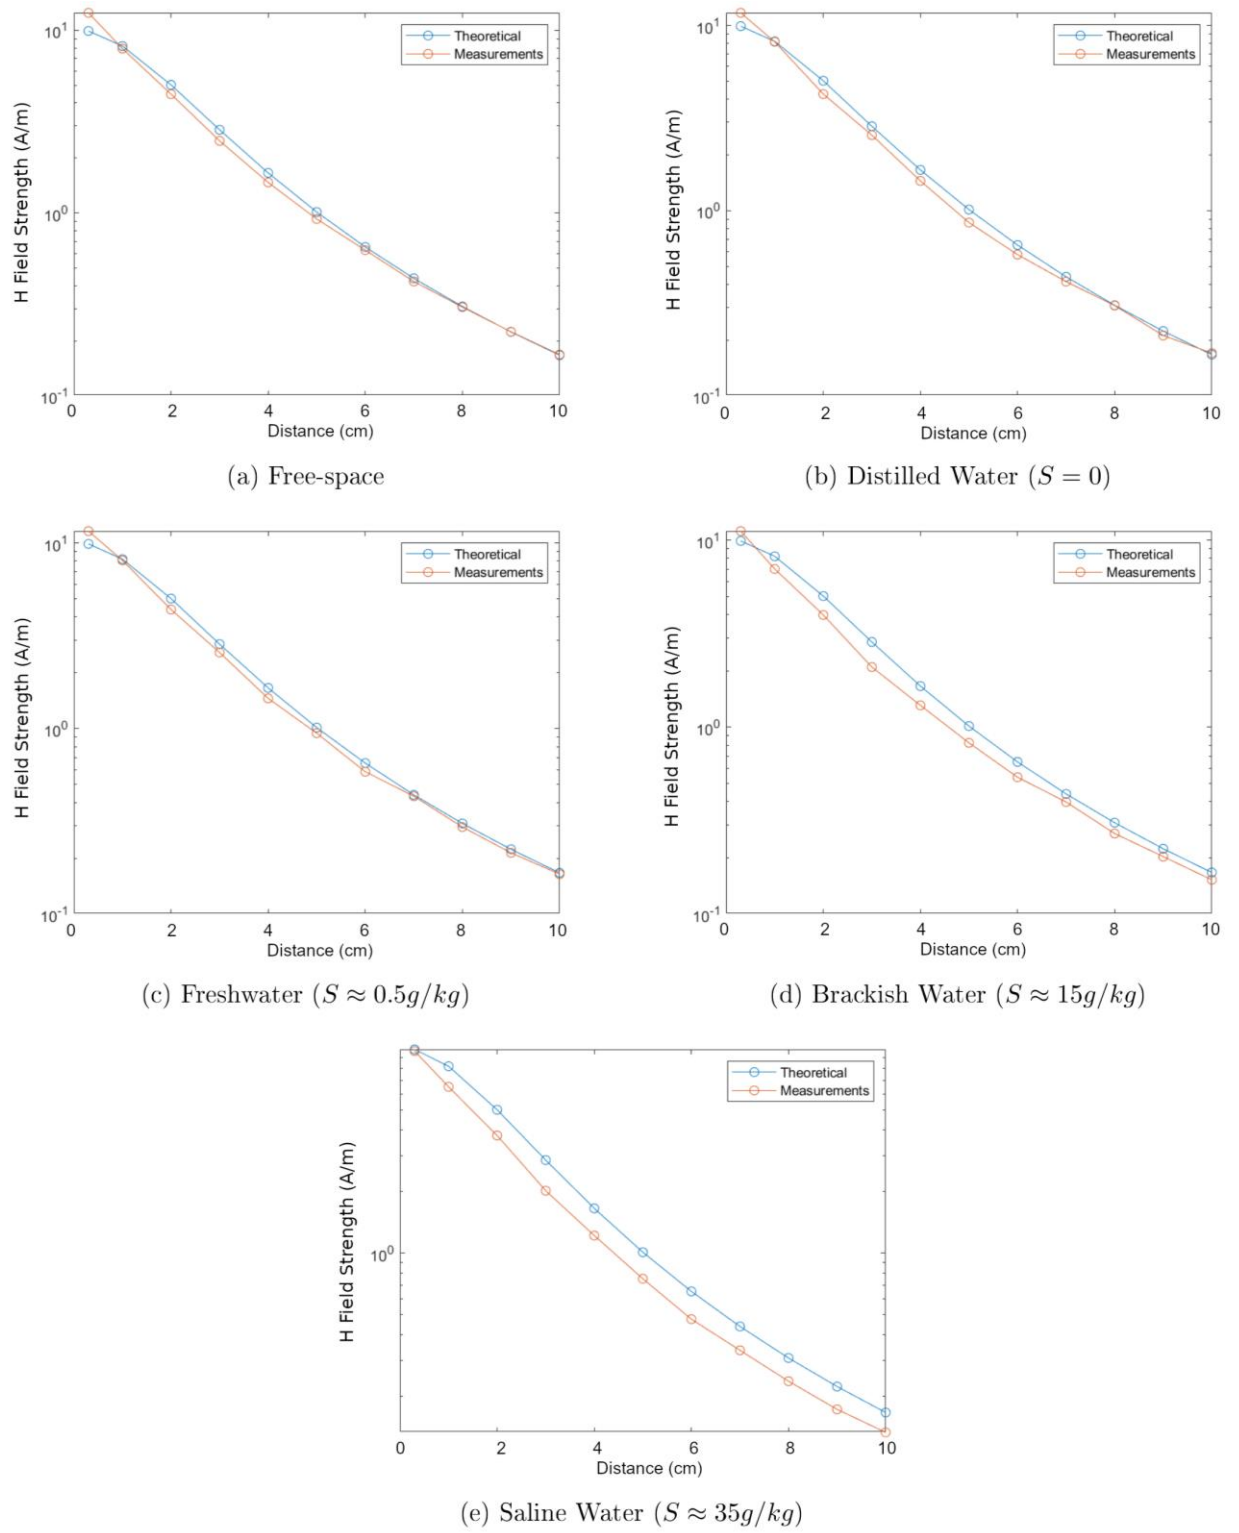 10^1
Theoretical
Measurements
H Field Strength (A/m)
10^0
10^-1
0 2 4 6 8 10
Distance (cm)
(a) Free-space
10^1
Theoretical
Measurements
H Field Strength (A/m)
10^0
10^-1
0 2 4 6 8 10
Distance (cm)
(b) Distilled Water (S = 0)
10^1
Theoretical
Measurements
H Field Strength (A/m)
10^0
10^-1
0 2 4 6 8 10
Distance (cm)
(c) Freshwater (S ≈ 0.5g/kg)
10^1
Theoretical
Measurements
H Field Strength (A/m)
10^0
10^-1
0 2 4 6 8 10
Distance (cm)
(d) Brackish Water (S ≈ 15g/kg)
Theoretical
Measurements
H Field Strength (A/m)
10^0
0 2 4 6 8 10
Distance (cm)
(e) Saline Water (S ≈ 35g/kg)